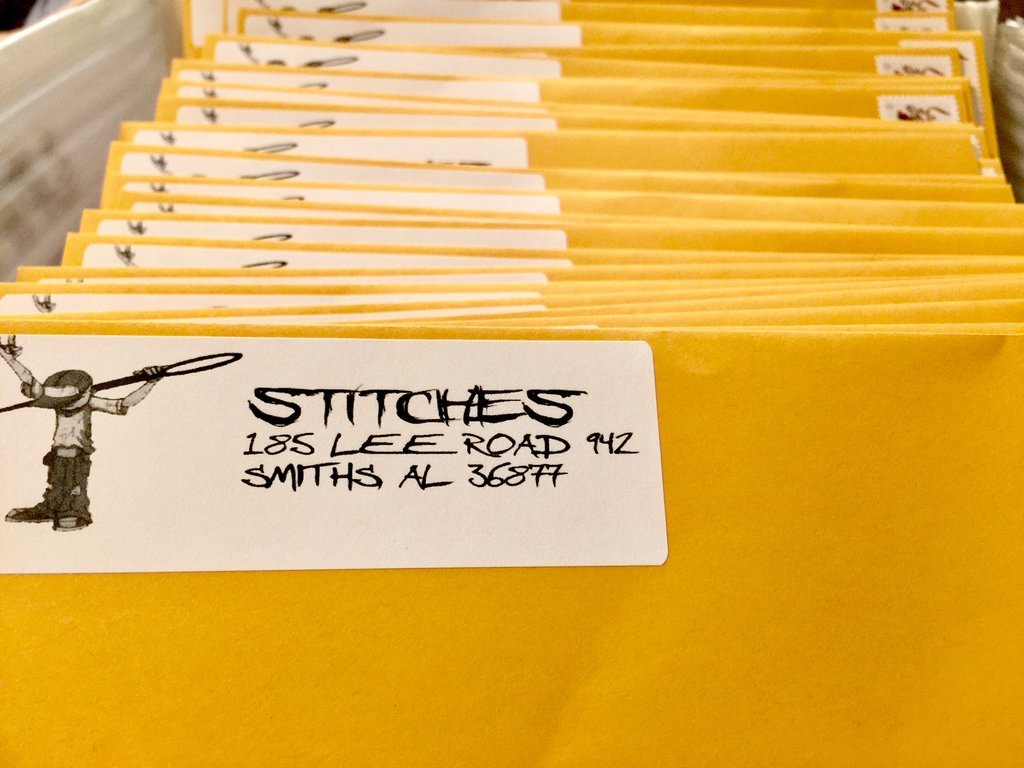 STITCHES
185 LEE ROAD 942
SMITHS, AL 36877